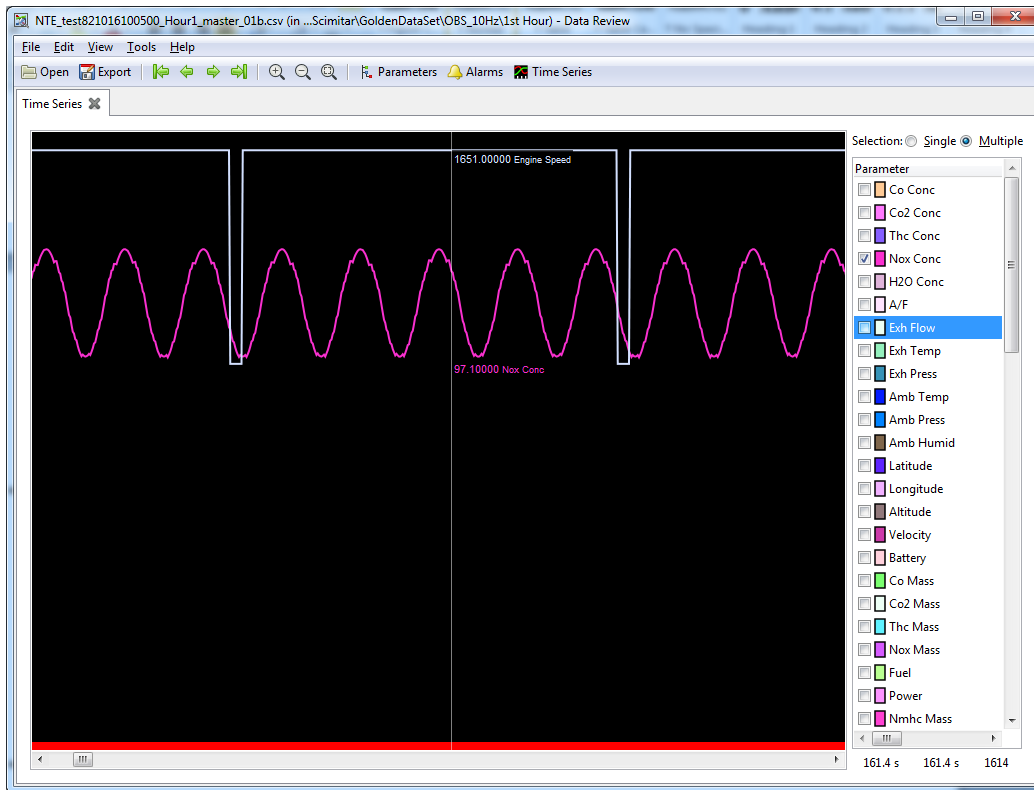 NTE_test821016100500_Hour1_master_01b.csv (in ...Scimitar\GoldenDataSet\OBS_10Hz\1st Hour) - Data Review
File Edit View Tools Help
Open Export Parameters Alarms Time Series
Time Series
1651.00000 Engine Speed
97.10000 Nox Conc
Selection: Single Multiple
Parameter
Co Conc
Co2 Conc
Thc Conc
Nox Conc
H2O Conc
A/F
Exh Flow
Exh Temp
Exh Press
Amb Temp
Amb Press
Amb Humid
Latitude
Longitude
Altitude
Velocity
Battery
Co Mass
Co2 Mass
Thc Mass
Nox Mass
Fuel
Power
Nmhc Mass
161.4 s 161.4 s 1614